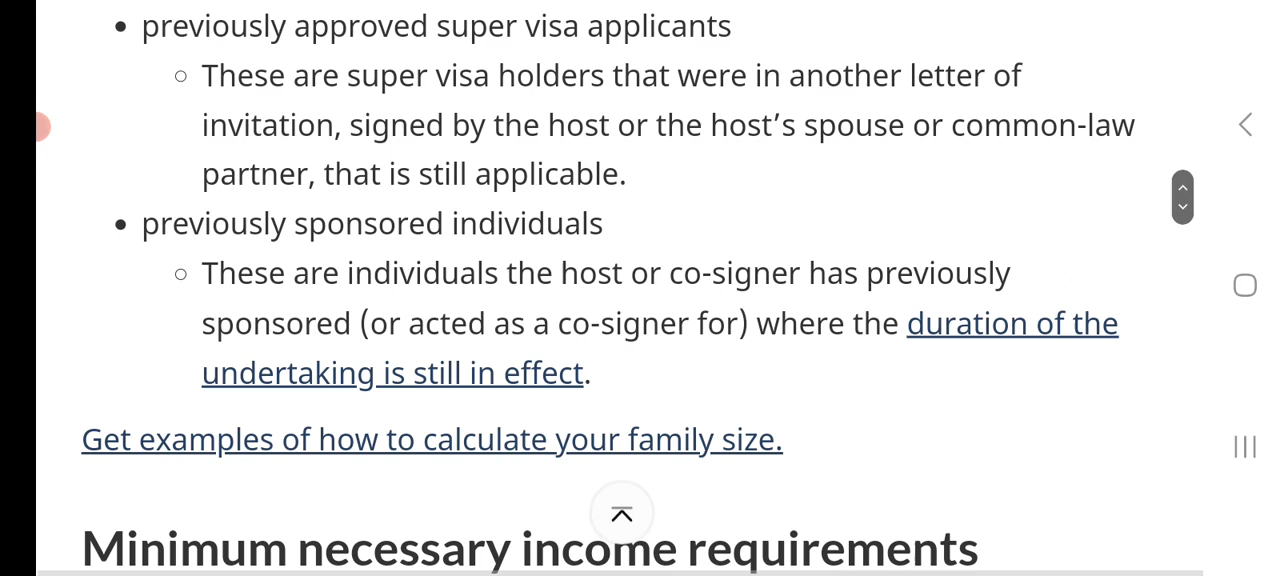 previously approved super visa applicants
These are super visa holders that were in another letter of
invitation, signed by the host or the host’s spouse or common-law
partner, that is still applicable.
previously sponsored individuals
These are individuals the host or co-signer has previously
sponsored (or acted as a co-signer for) where the duration of the
undertaking is still in effect.
Get examples of how to calculate your family size.
Minimum necessary income requirements